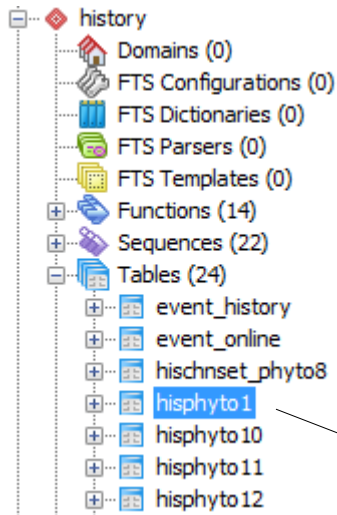 history
Domains (0)
FTS Configurations (0)
FTS Dictionaries (0)
FTS Parsers (0)
FTS Templates (0)
Functions (14)
Sequences (22)
Tables (24)
event_history
event_online
hischnset_phyto8
hisphyto1
hisphyto10
hisphyto11
hisphyto12